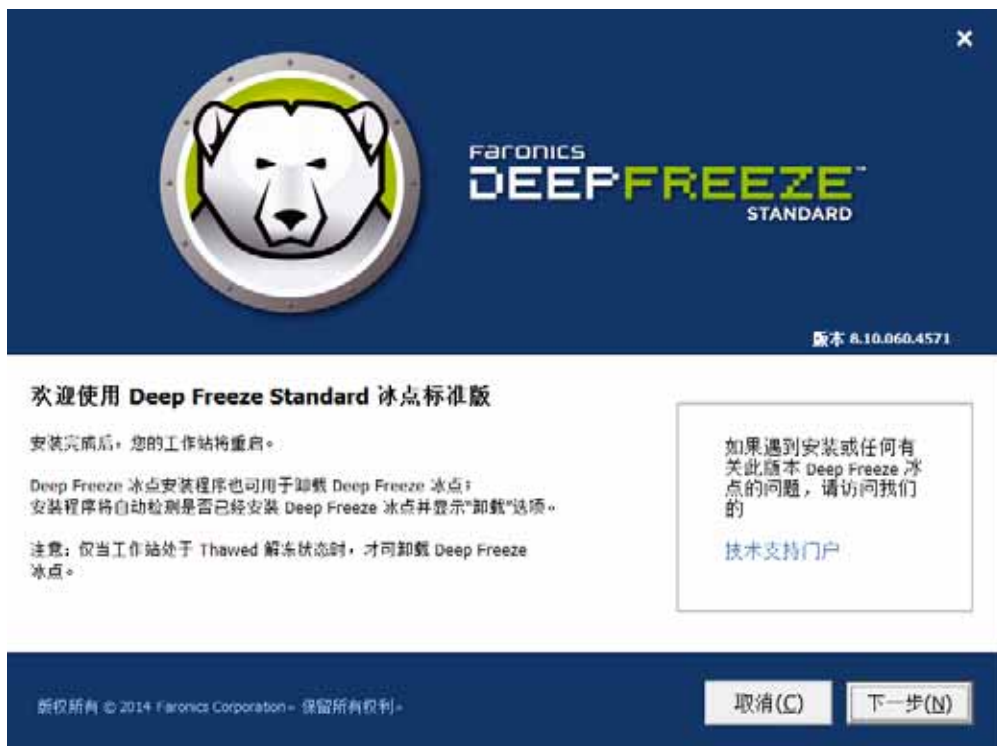 ×
Faronics
DEEPFREEZE™
STANDARD
版本 8.10.060.4571
欢迎使用 Deep Freeze Standard 冰点标准版
安装完成后，您的工作站将重启。
Deep Freeze 冰点安装程序也可用于卸载 Deep Freeze 冰点；
安装程序将自动检测是否已经安装 Deep Freeze 冰点并显示"卸载"选项。
注意：仅当工作站处于 Thawed 解冻状态时，才可卸载 Deep Freeze
冰点。
如果遇到安装或任何有
关此版本 Deep Freeze 冰
点的问题，请访问我们
的
技术支持门户
版权所有 © 2014 Faronics Corporation。保留所有权利。
取消(C)
下一步(N)